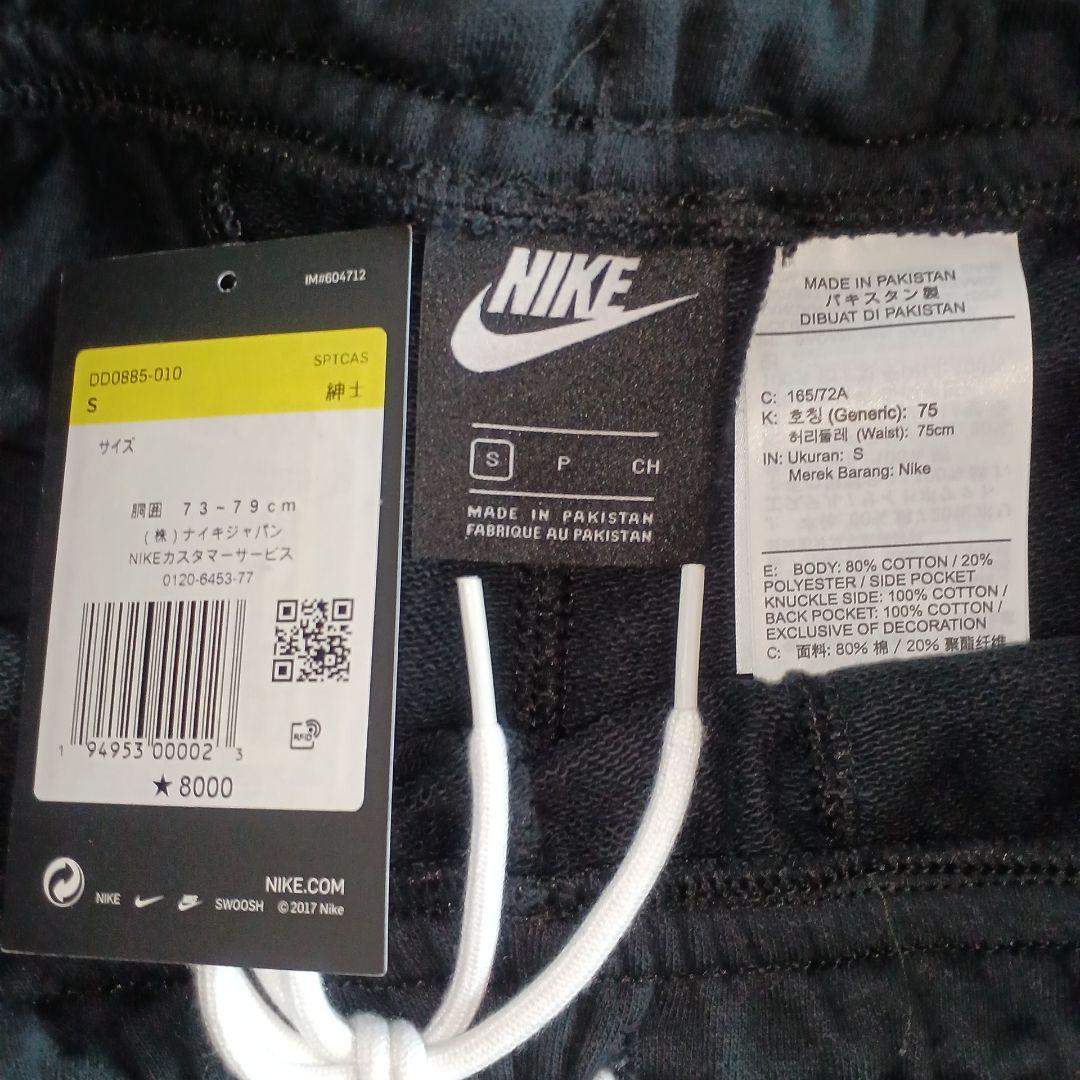 IM#604712
DD0885-010
SPTCAS
S
紳士
サイズ
胴囲 73-79cm
(株)ナイキジャパン
NIKEカスタマーサービス
0120-6453-77
RFID
1 94953 00002 3
★8000
NIKE.COM
NIKE
SWOOSH
© 2017 Nike
NIKE
S P CH
MADE IN PAKISTAN
FABRIQUE AU PAKISTAN
MADE IN PAKISTAN
パキスタン製
DIBUAT DI PAKISTAN
C: 165/72A
K: 호칭 (Generic): 75
허리둘레 (Waist): 75cm
IN: Ukuran: S
Merek Barang: Nike
E: BODY: 80% COTTON / 20%
POLYESTER / SIDE POCKET
KNUCKLE SIDE: 100% COTTON /
BACK POCKET: 100% COTTON /
EXCLUSIVE OF DECORATION
C: 面料: 80% 棉 / 20% 聚酯纤维